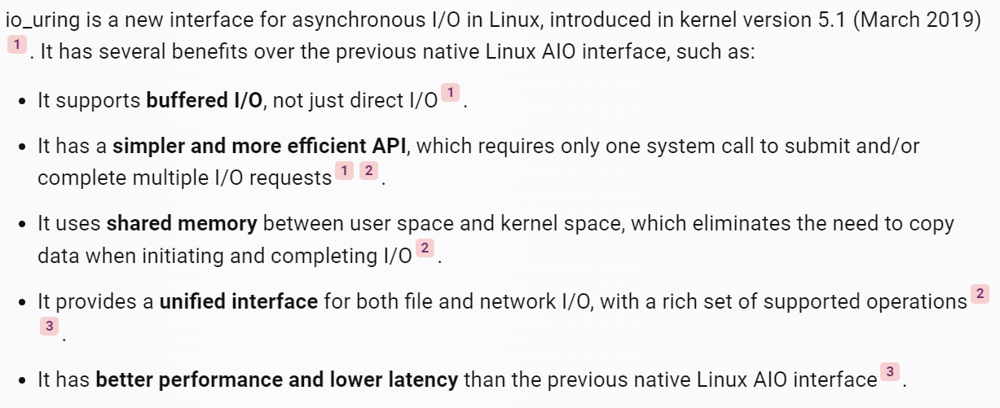 io_uring is a new interface for asynchronous I/O in Linux, introduced in kernel version 5.1 (March 2019)
1 . It has several benefits over the previous native Linux AIO interface, such as:
• It supports buffered I/O, not just direct I/O 1 .
• It has a simpler and more efficient API, which requires only one system call to submit and/or
complete multiple I/O requests 1 2 .
• It uses shared memory between user space and kernel space, which eliminates the need to copy
data when initiating and completing I/O 2 .
• It provides a unified interface for both file and network I/O, with a rich set of supported operations 2
3 .
• It has better performance and lower latency than the previous native Linux AIO interface 3 .